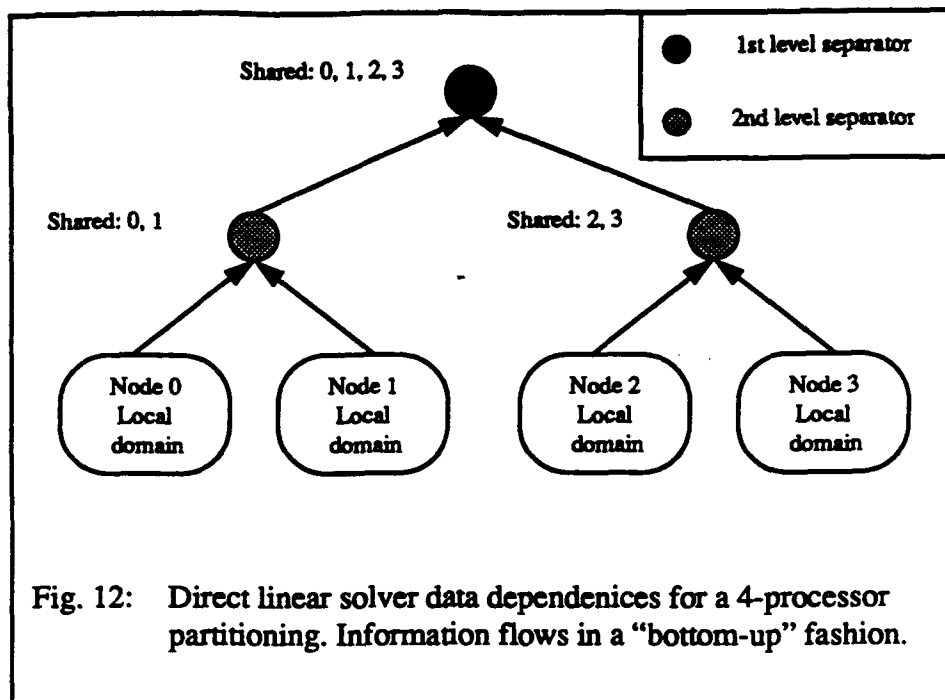 Shared: 0, 1, 2, 3
1st level separator
2nd level separator
Shared: 0, 1
Shared: 2, 3
Node 0
Local
domain
Node 1
Local
domain
Node 2
Local
domain
Node 3
Local
domain
Fig. 12: Direct linear solver data dependenices for a 4-processor
partitioning. Information flows in a “bottom-up” fashion.